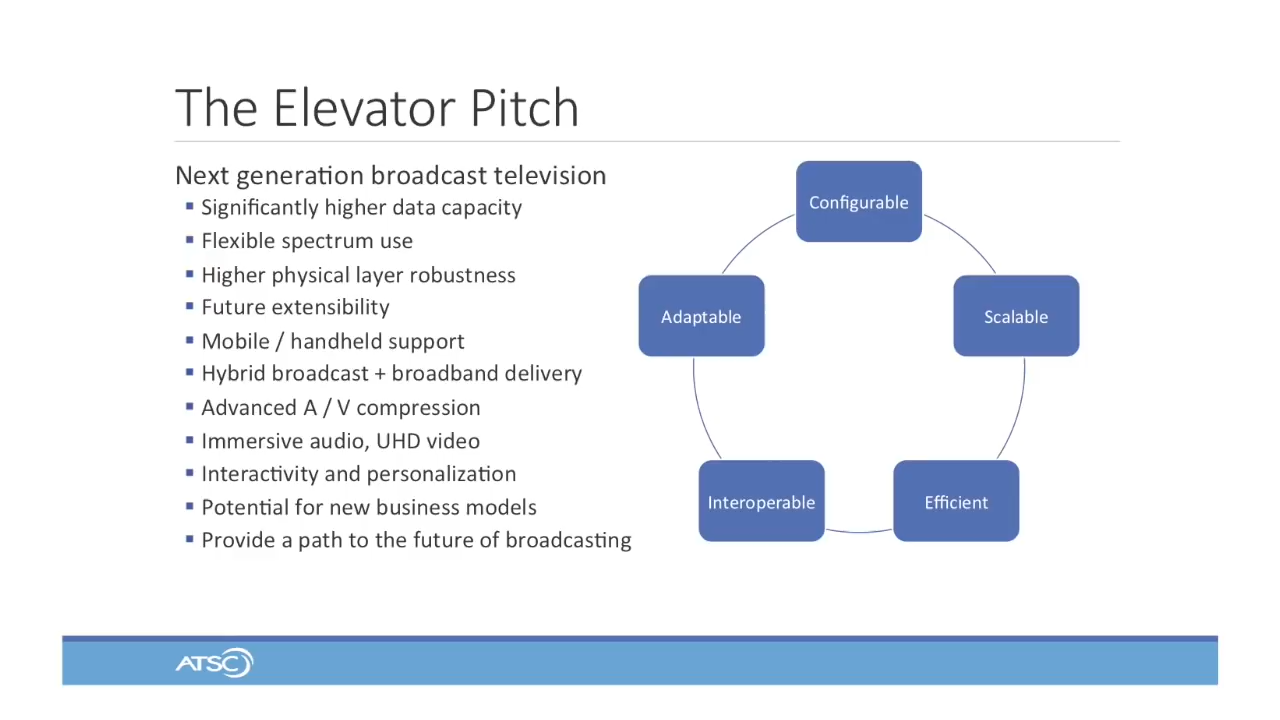 The Elevator Pitch
Next generation broadcast television
Significantly higher data capacity
Flexible spectrum use
Higher physical layer robustness
Future extensibility
Mobile / handheld support
Hybrid broadcast + broadband delivery
Advanced A / V compression
Immersive audio, UHD video
Interactivity and personalization
Potential for new business models
Provide a path to the future of broadcasting
Configurable
Scalable
Efficient
Interoperable
Adaptable
ATSC